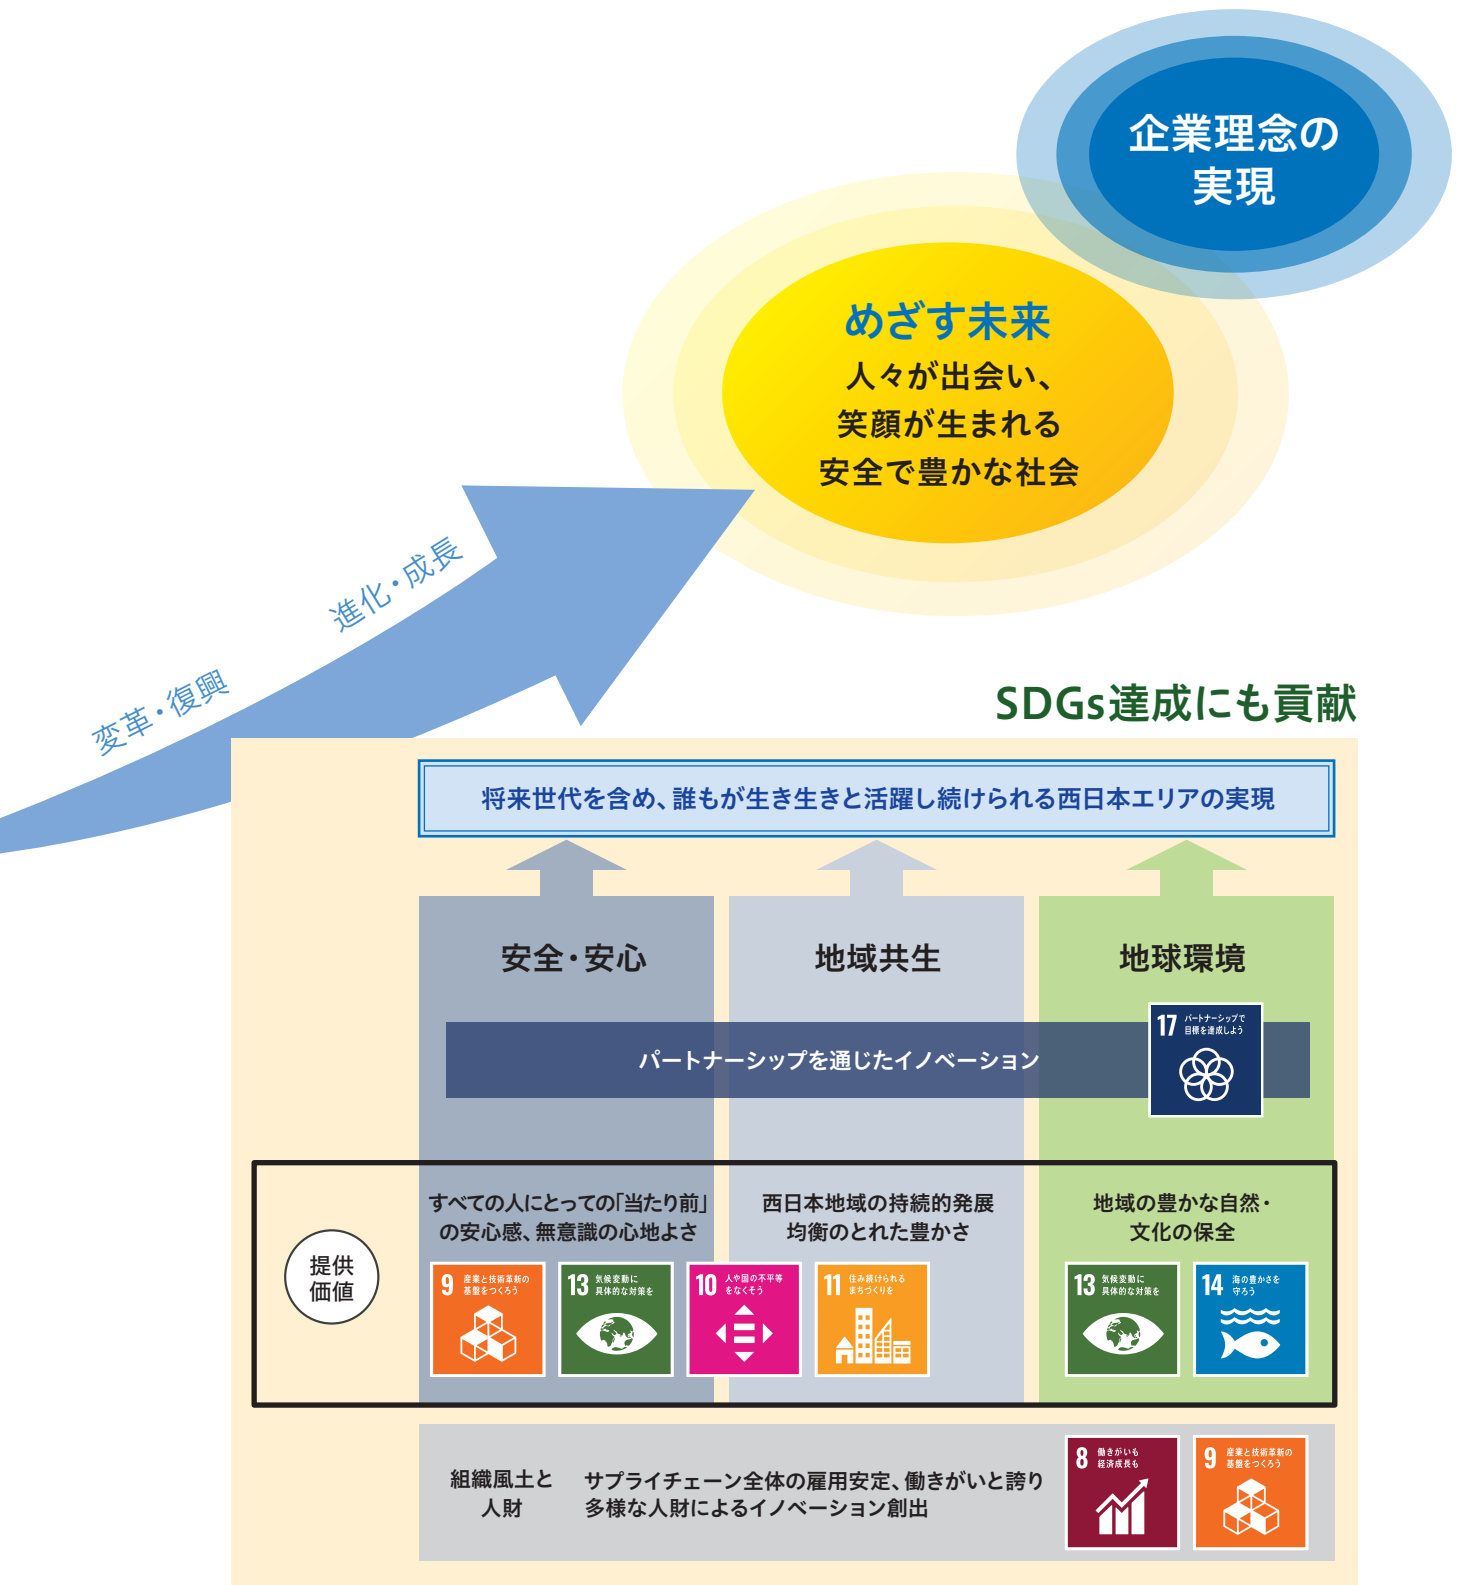 企業理念の
実現
めざす未来
人々が出会い、
笑顔が生まれる
安全で豊かな社会
進化・成長
変革・復興
SDGs達成にも貢献
将来世代を含め、誰もが生き生きと活躍し続けられる西日本エリアの実現
安全・安心
地域共生
地球環境
パートナーシップを通じたイノベーション
17 パートナーシップで
目標を達成しよう
提供
価値
すべての人にとっての「当たり前」
の安心感、無意識の心地よさ
西日本地域の持続的発展
均衡のとれた豊かさ
地域の豊かな自然・
文化の保全
9 産業と技術革新の
基盤をつくろう
13 気候変動に
具体的な対策を
10 人や国の不平等
をなくそう
11 住み続けられる
まちづくりを
13 気候変動に
具体的な対策を
14 海の豊かさを
守ろう
組織風土と
人財
サプライチェーン全体の雇用安定、働きがいと誇り
多様な人財によるイノベーション創出
8 働きがいも
経済成長も
9 産業と技術革新の
基盤をつくろう